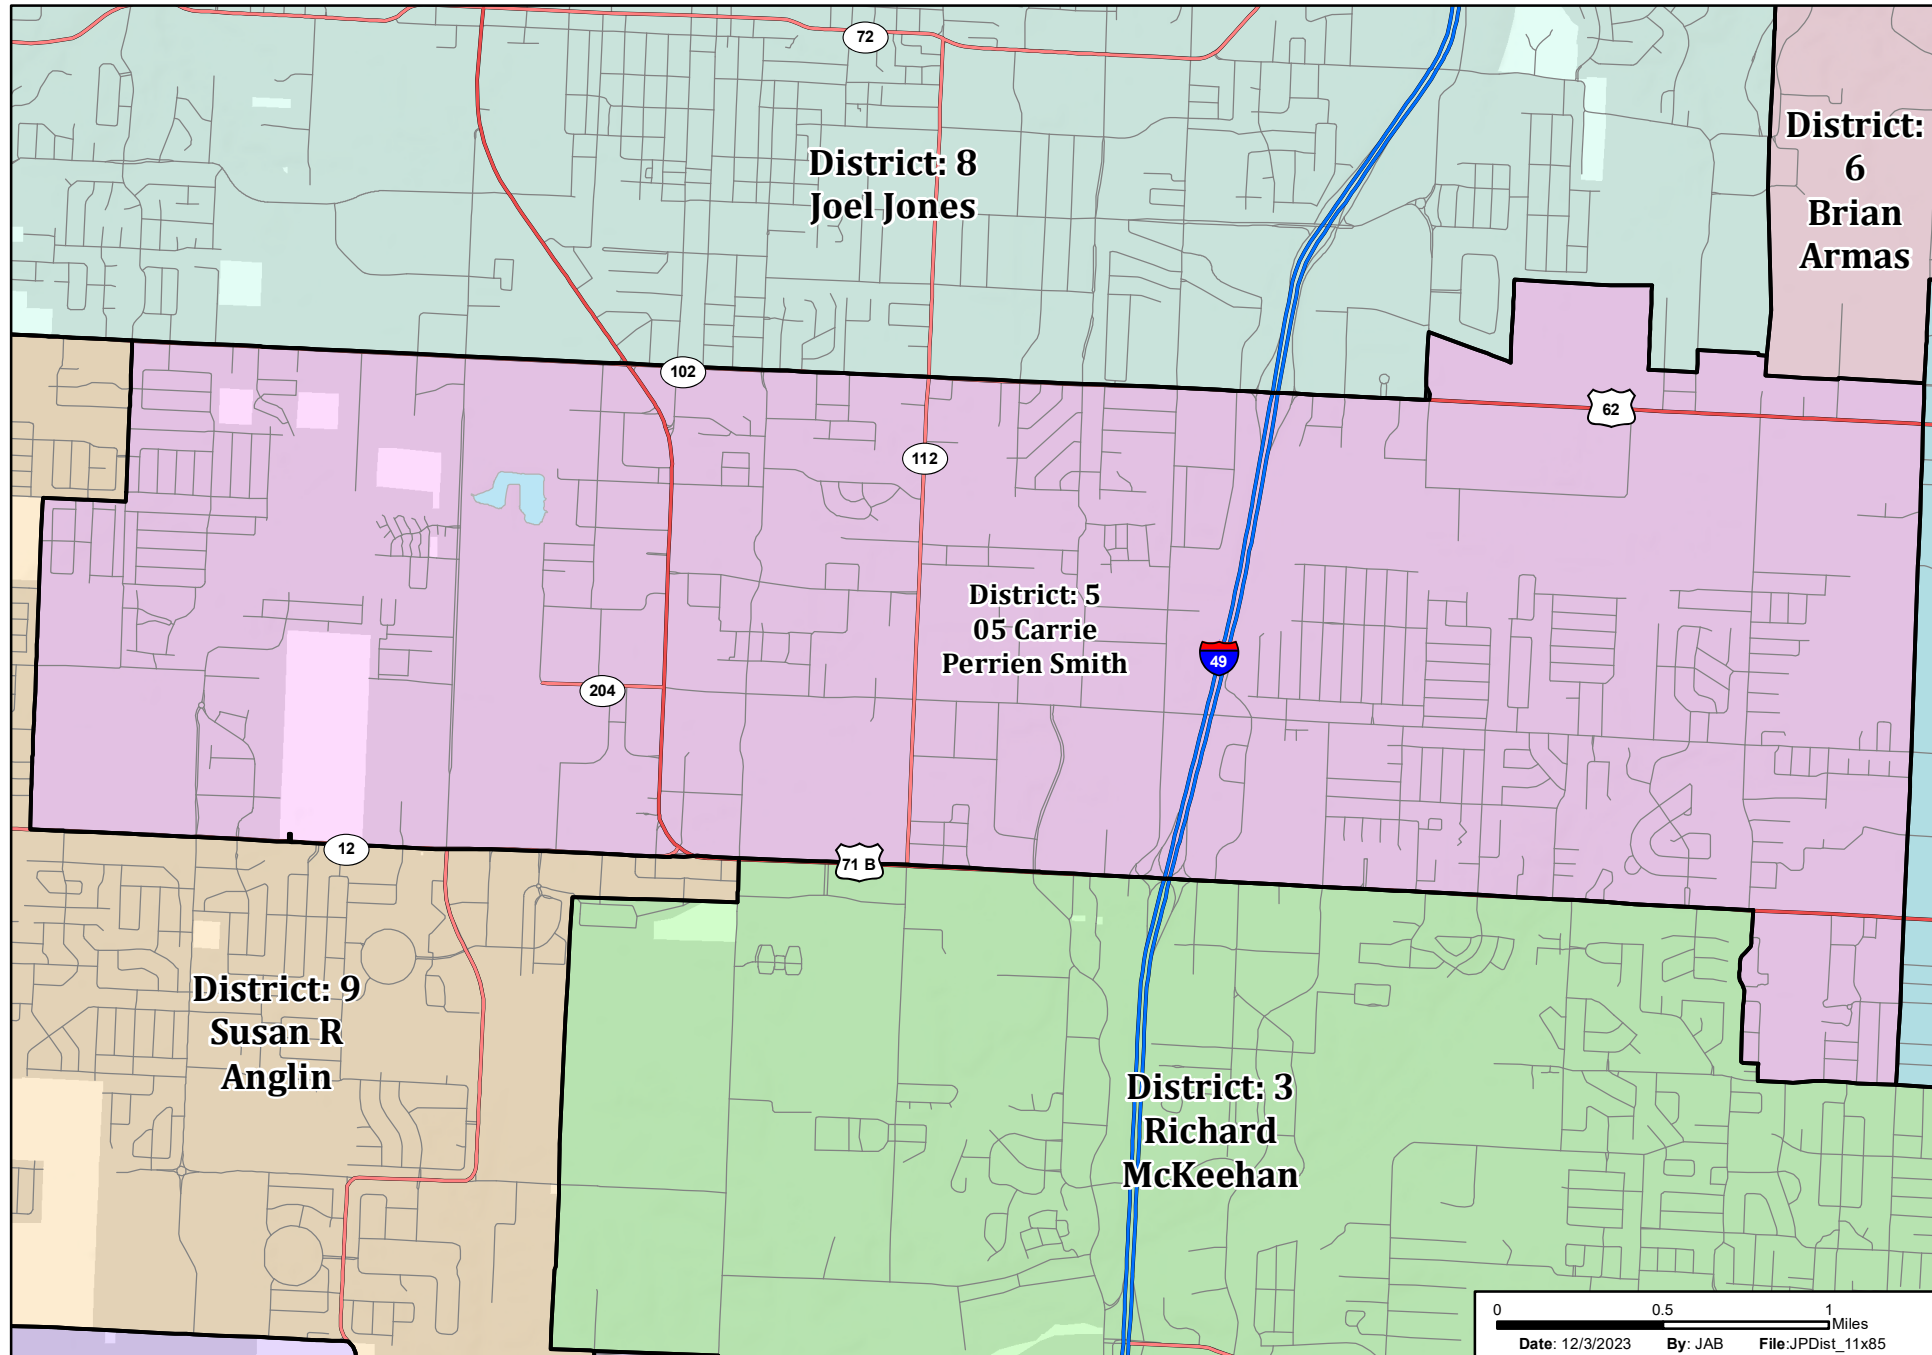 72
District: 8
Joel Jones
District:
6
Brian
Armas
102
62
112
District: 5
05 Carrie
Perrien Smith
49
204
12
71 B
District: 9
Susan R
Anglin
District: 3
Richard
McKeehan
0 0.5 1
Miles
Date: 12/3/2023 By: JAB File:JPDist_11x85